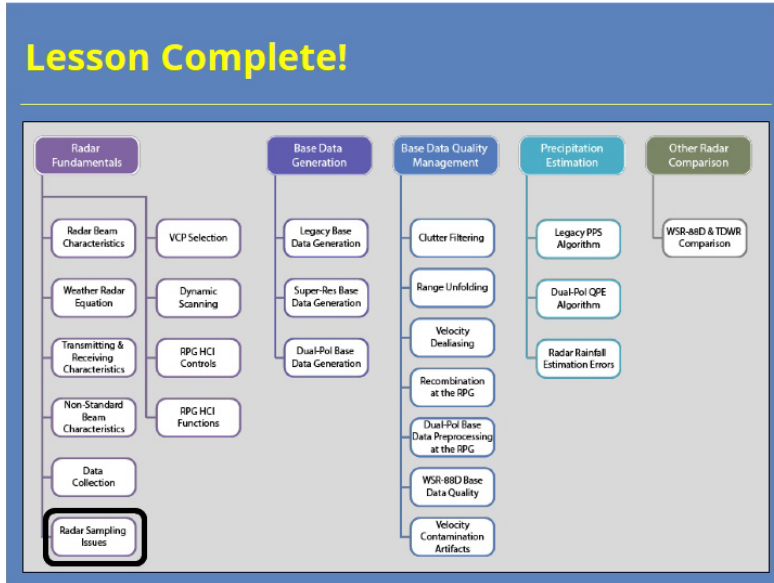 Lesson Complete!
Radar
Fundamentals
Radar Beam
Characteristics
Weather Radar
Equation
Transmitting &
Receiving
Characteristics
Non-Standard
Beam
Characteristics
Data
Collection
Radar Sampling
Issues
VCP Selection
Dynamic
Scanning
RPG HCI
Controls
RPG HCI
Functions
Base Data
Generation
Legacy Base
Data Generation
Super-Res Base
Data Generation
Dual-Pol Base
Data Generation
Base Data Quality
Management
Clutter Filtering
Range Unfolding
Velocity
Dealiasing
Recombination
at the RPG
Dual-Pol Base
Data Preprocessing
at the RPG
WSR-88D Base
Data Quality
Velocity
Contamination
Artifacts
Precipitation
Estimation
Legacy PPS
Algorithm
Dual-Pol QPE
Algorithm
Radar Rainfall
Estimation Errors
Other Radar
Comparison
WSR-88D & TDWR
Comparison